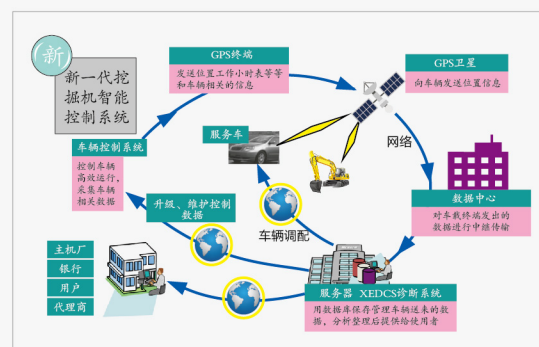 新
新一代挖
掘机智能
控制系统
GPS终端
发送位置工作小时表等等
和车辆相关的信息
GPS卫星
向车辆发送位置信息
服务车
网络
车辆控制系统
控制车辆
高效运行，
采集车辆
相关数据
数据中心
对车载终端发出的
数据进行中继传输
升级、维护控制
数据
车辆调配
主机厂
银行
用户
代理商
服务器 XEDCS诊断系统
用数据库保存管理车辆送来的数
据，分析整理后提供给使用者